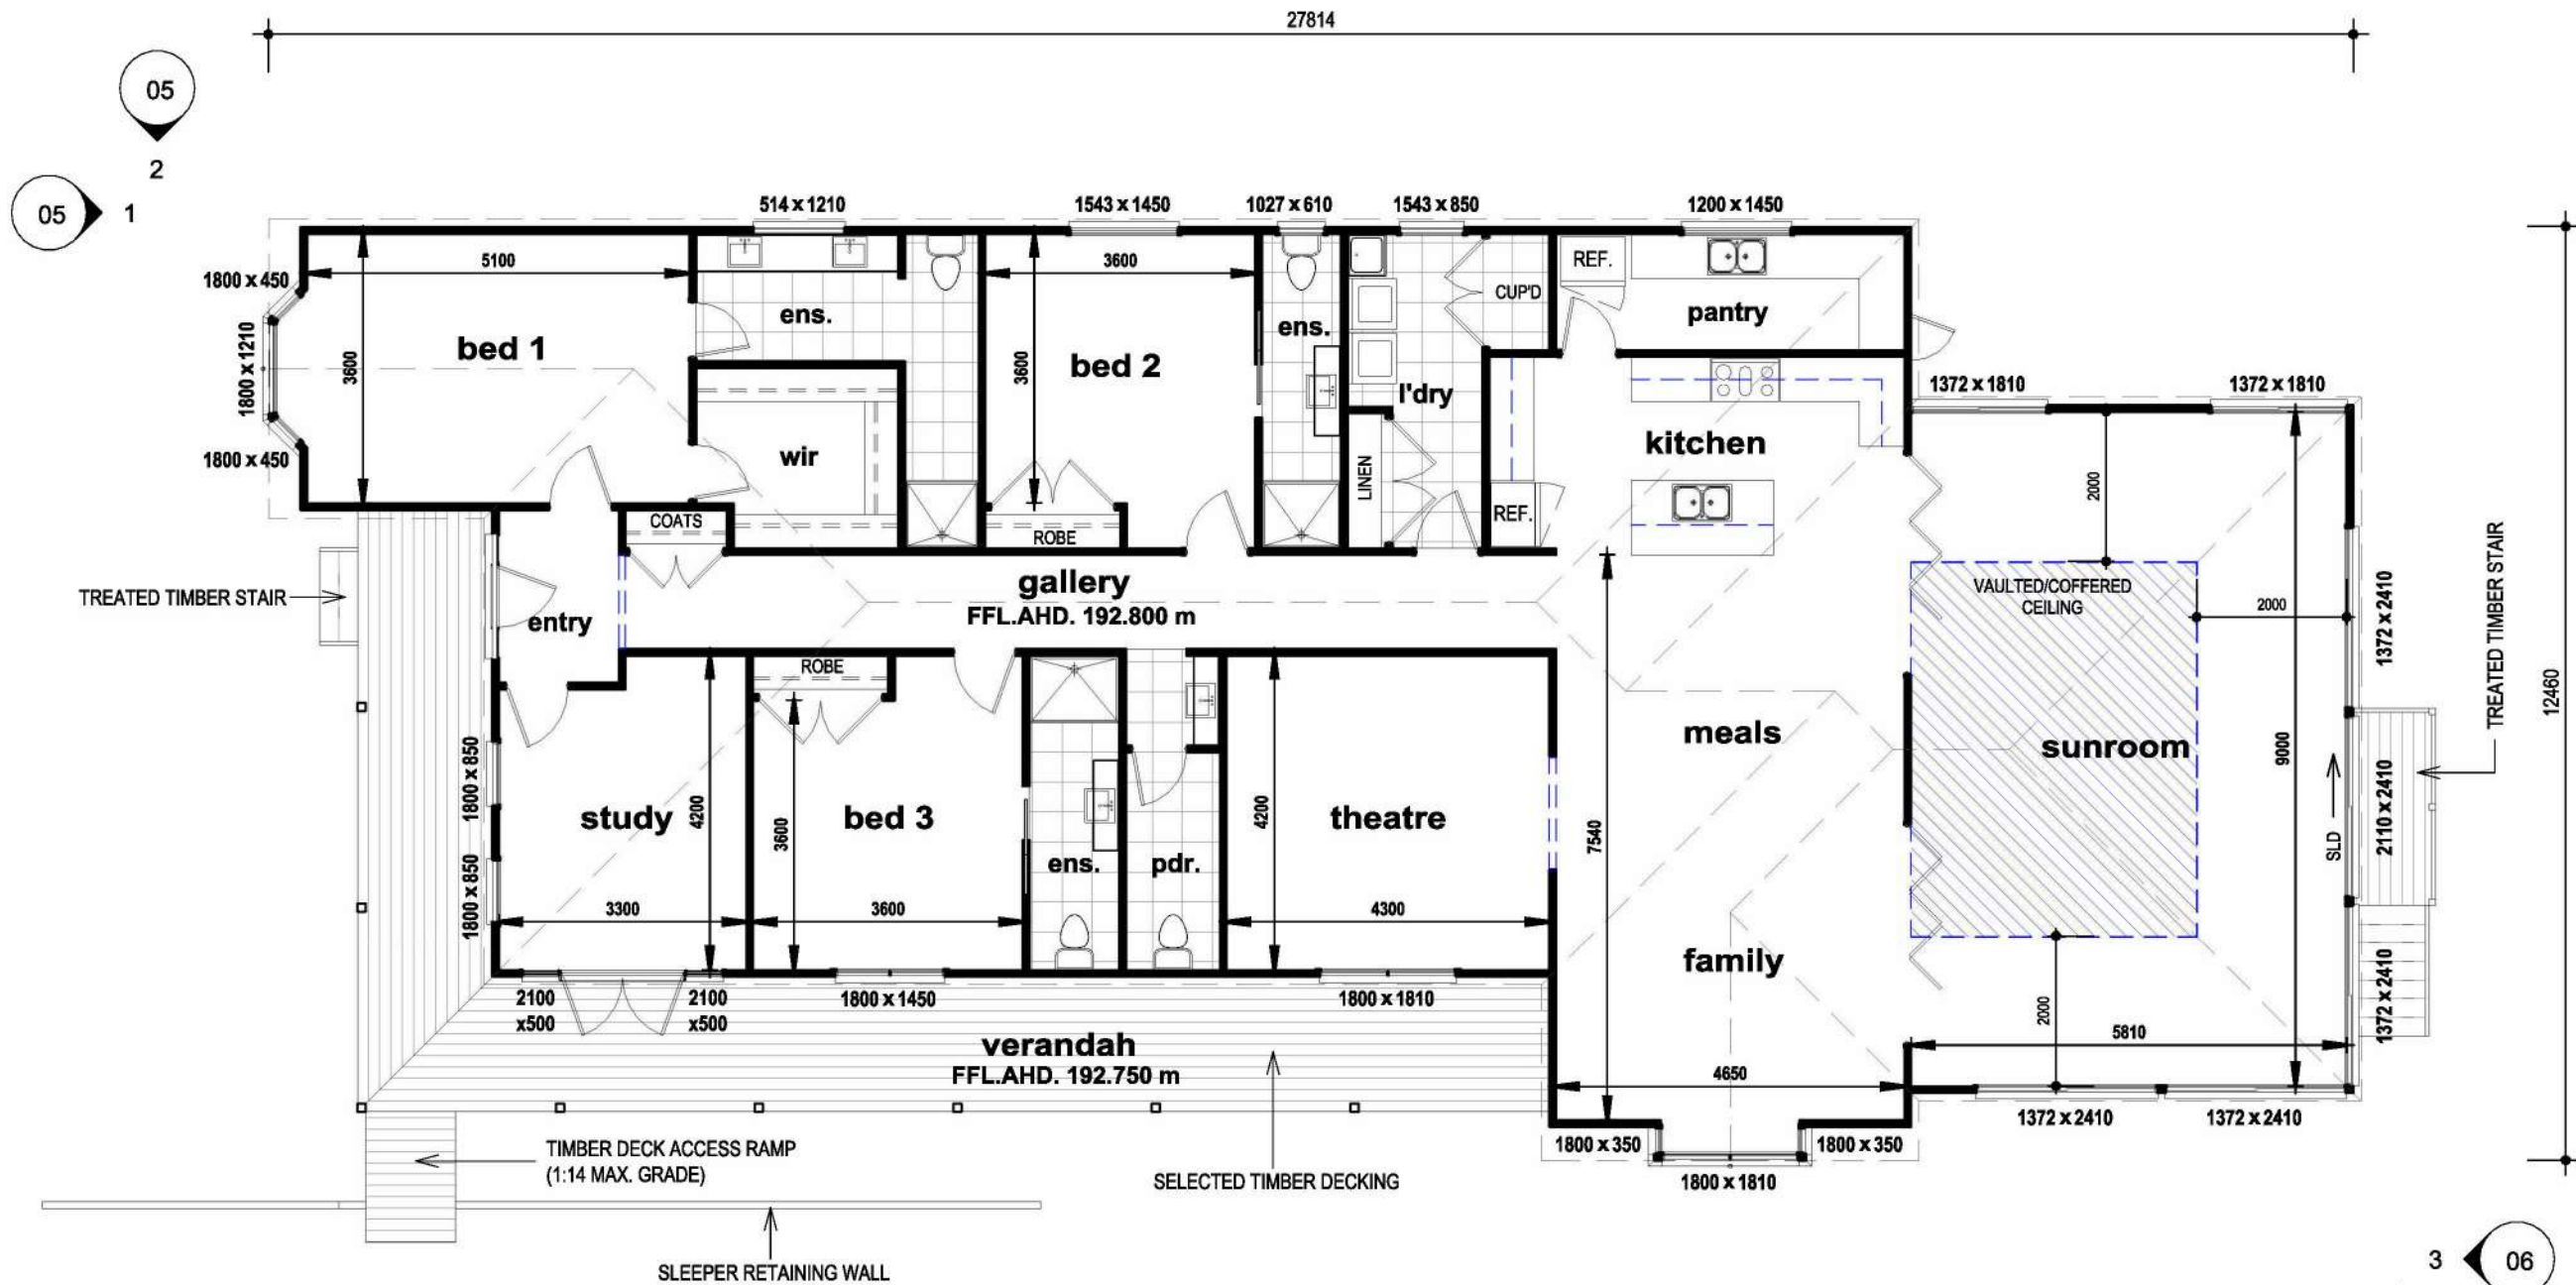 27814
05
2
05
1
514 x 1210
1543 x 1450
1027 x 610
1543 x 850
1200 x 1450
1800 x 450
5100
3600
REF.
CUP'D
ens.
ens.
pantry
1800 x 1210
3600
bed 1
3600
bed 2
l'dry
1372 x 1810
1372 x 1810
1800 x 450
wir
LINEN
kitchen
2000
COATS
ROBE
REF.
TREATED TIMBER STAIR
entry
gallery
FFL.AHD. 192.800 m
VAULTED/COFFERED
CEILING
2000
1372 x 2410
TREATED TIMBER STAIR
12460
ROBE
meals
sunroom
9000
1800 x 850
study
4200
3600
bed 3
4200
theatre
7540
SLD
2110 x 2410
ens.
pdr.
1800 x 850
3300
3600
4300
family
2100
x500
2100
x500
1800 x 1450
1800 x 1810
2000
5810
1372 x 2410
verandah
FFL.AHD. 192.750 m
4650
1372 x 2410
1372 x 2410
TIMBER DECK ACCESS RAMP
(1:14 MAX. GRADE)
1800 x 350
1800 x 350
SELECTED TIMBER DECKING
1800 x 1810
SLEEPER RETAINING WALL
3
06